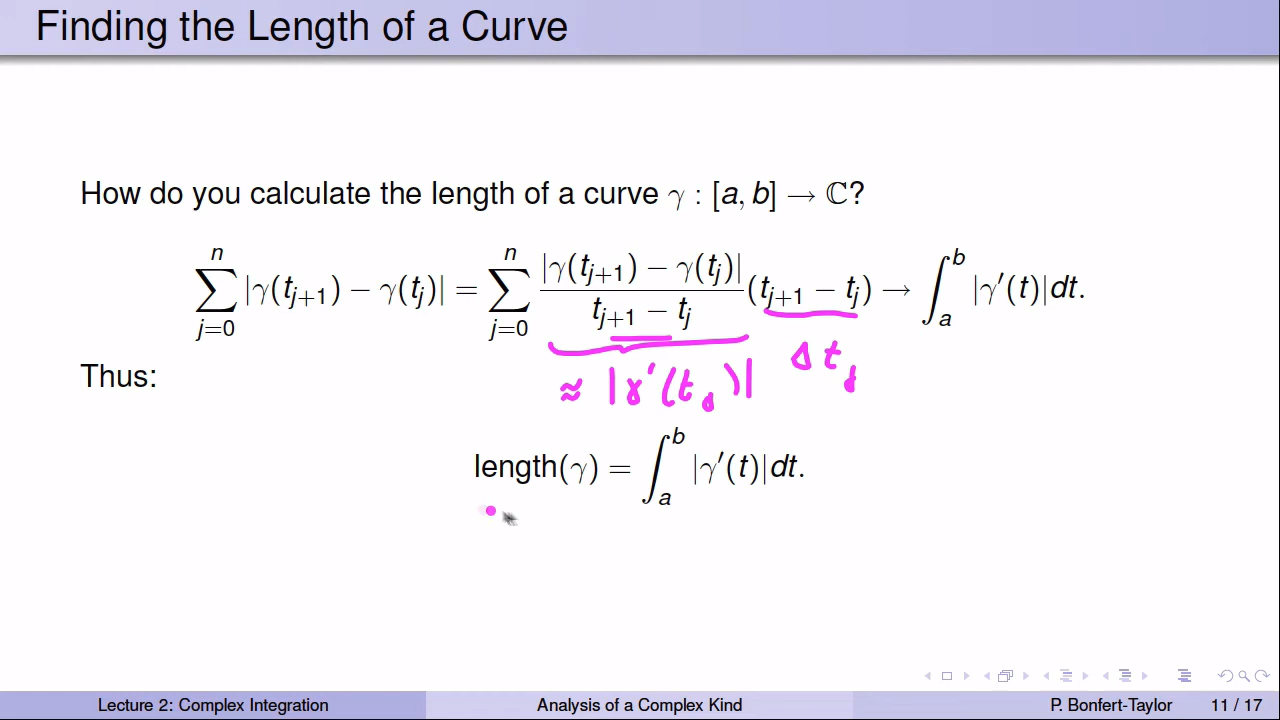 Finding the Length of a Curve
How do you calculate the length of a curve γ : [a, b] → ℂ?
∑_{j=0}^{n} |γ(t_{j+1}) − γ(t_j)| = ∑_{j=0}^{n} \frac{|γ(t_{j+1}) − γ(t_j)|}{t_{j+1} − t_j} (t_{j+1} − t_j) → ∫_a^b |γ′(t)|dt.
≈ |γ′(t_j)| Δt_j
Thus:
length(γ) = ∫_a^b |γ′(t)|dt.
Lecture 2: Complex Integration Analysis of a Complex Kind P. Bonfert-Taylor 11 / 17